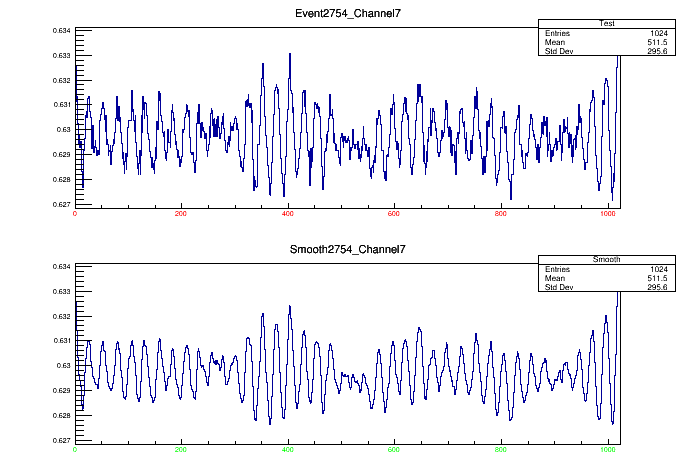 Event2754_Channel7
Test
Entries 1024
Mean 511.5
Std Dev 295.6
0.634
0.633
0.632
0.631
0.63
0.629
0.628
0.627
0 200 400 600 800 1000
Smooth2754_Channel7
Smooth
Entries 1024
Mean 511.5
Std Dev 295.6
0.634
0.633
0.632
0.631
0.63
0.629
0.628
0.627
0 200 400 600 800 1000